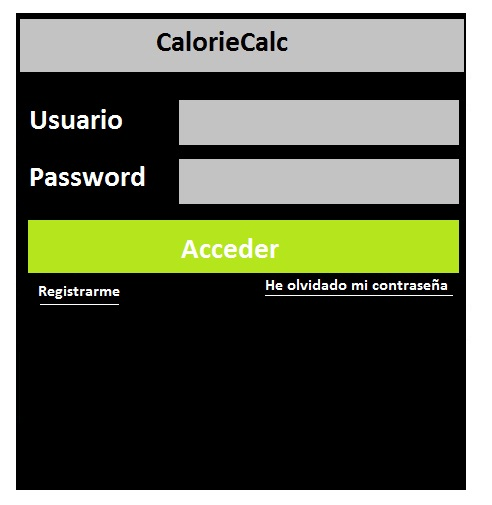 CalorieCalc
Usuario
Password
Acceder
Registrarme
He olvidado mi contraseña